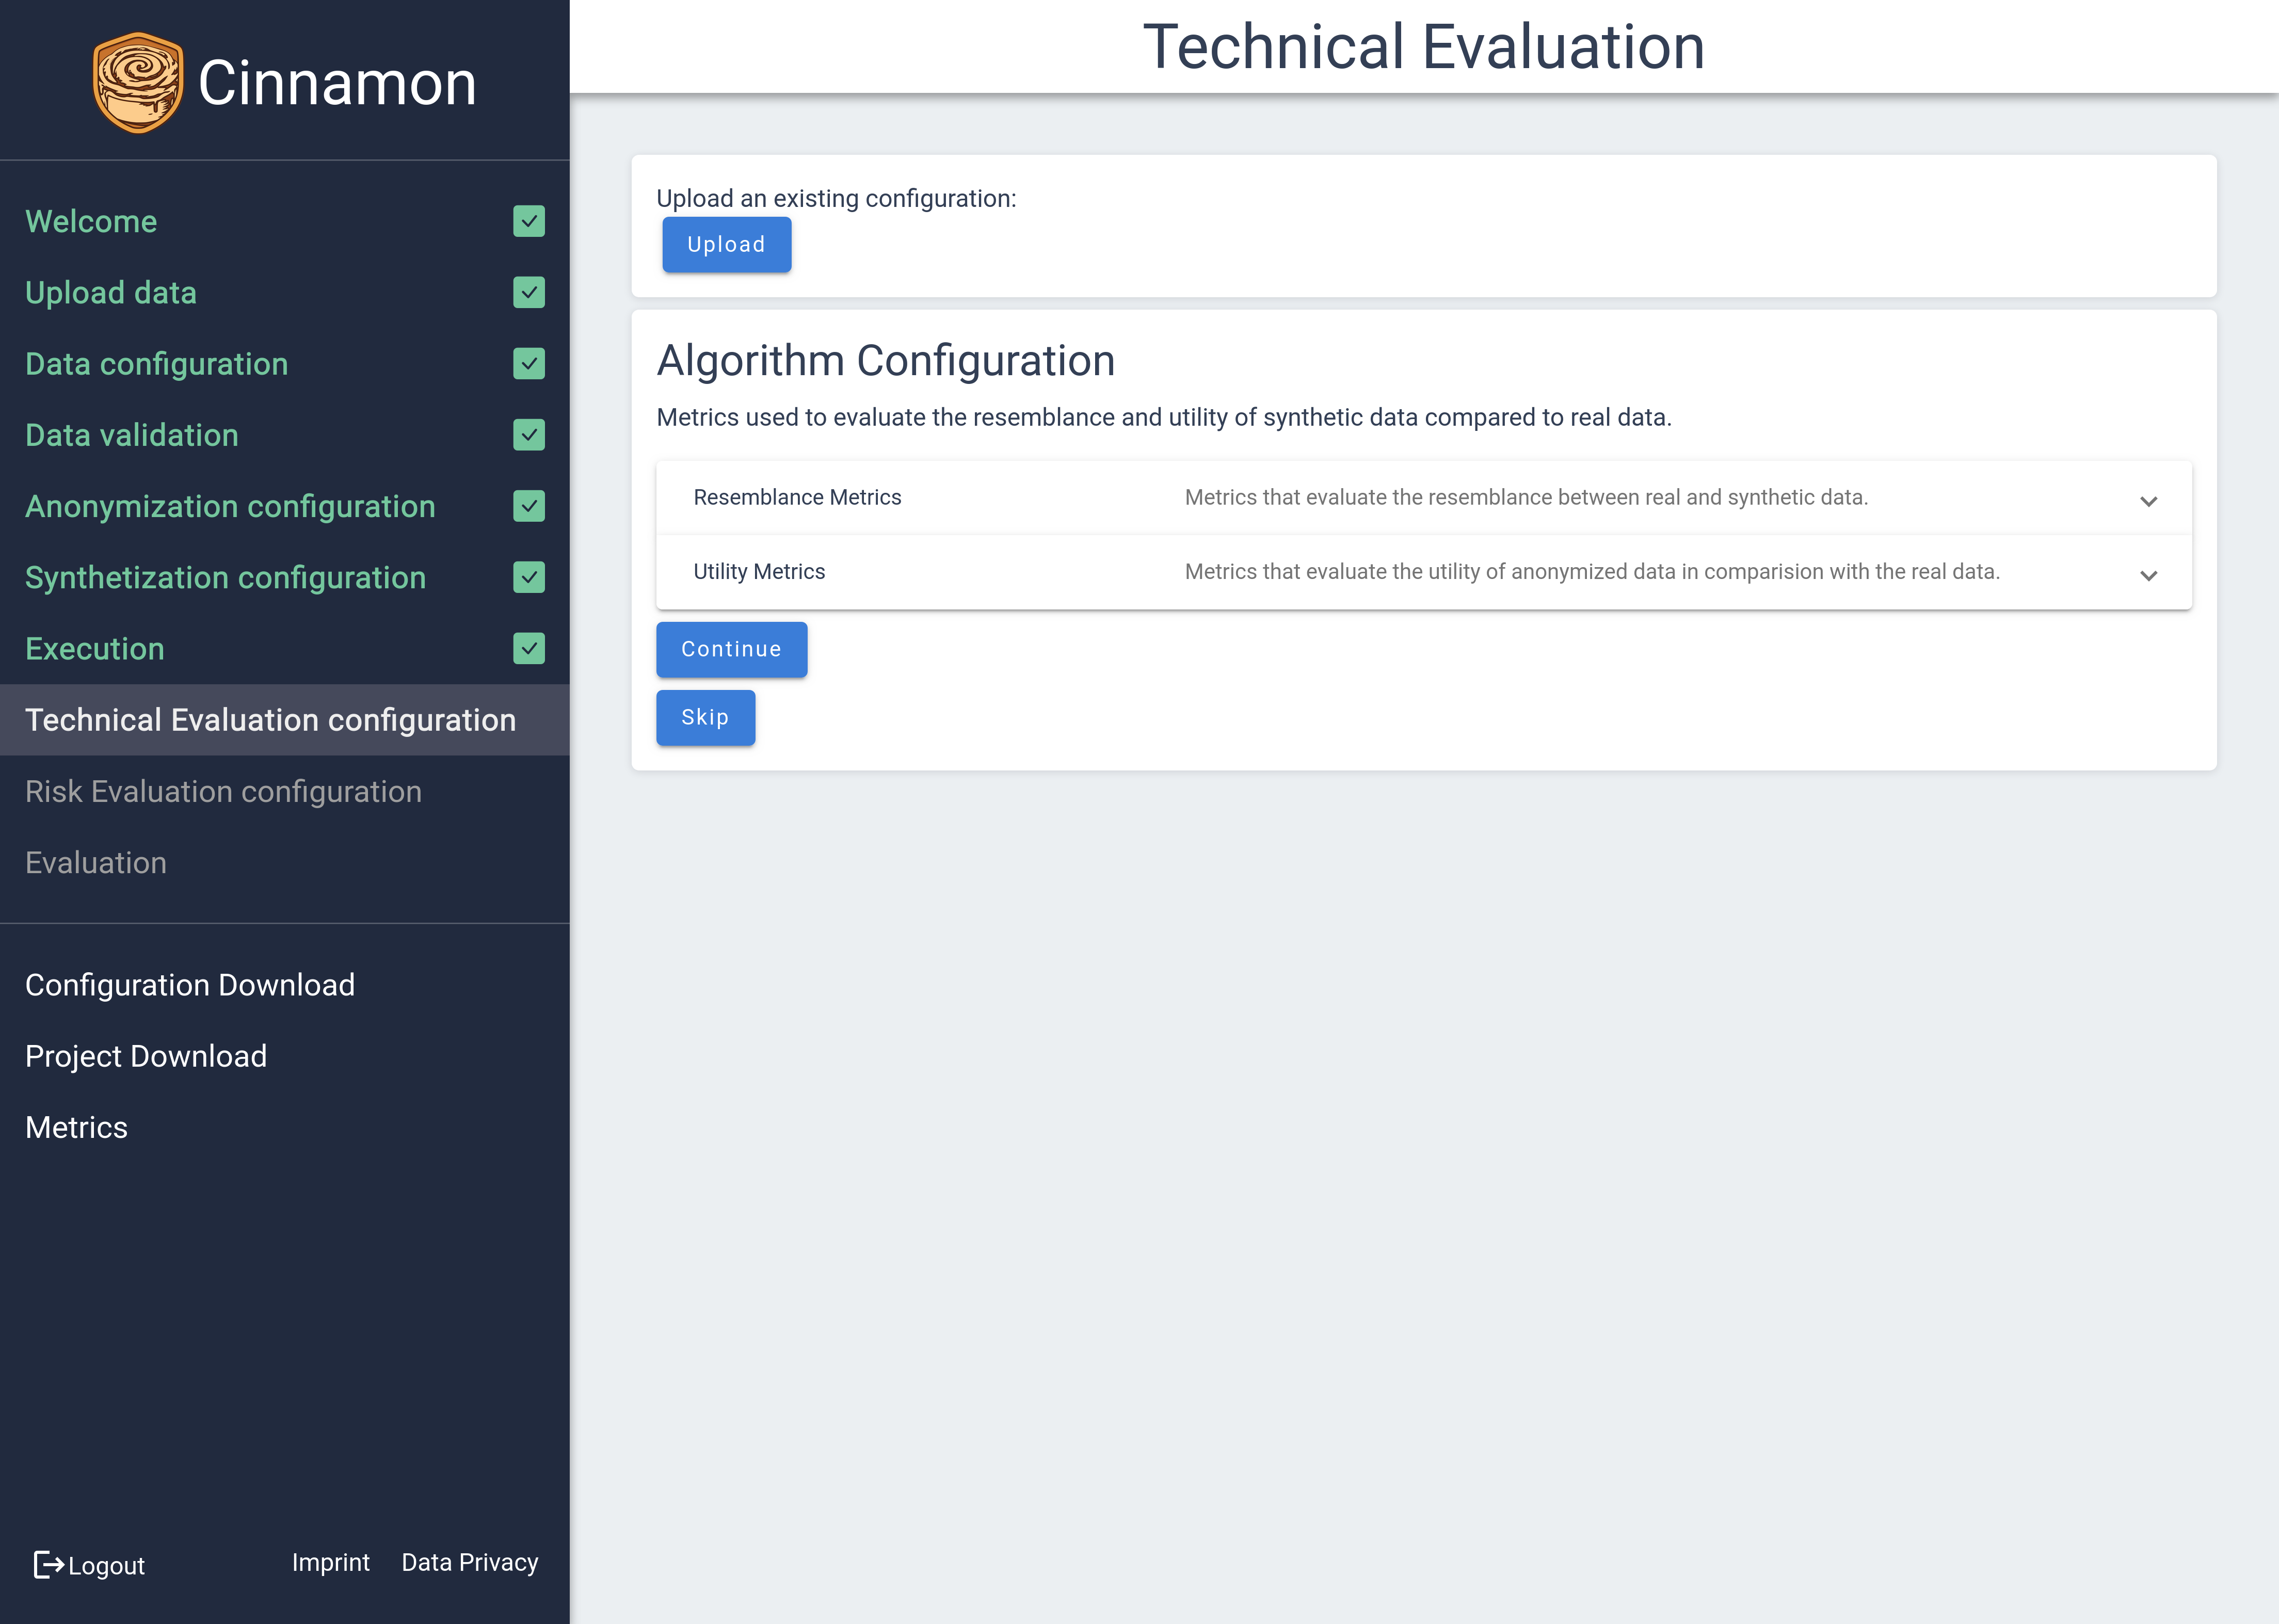 Cinnamon
Welcome
Upload data
Data configuration
Data validation
Anonymization configuration
Synthetization configuration
Execution
Technical Evaluation configuration
Risk Evaluation configuration
Evaluation
Configuration Download
Project Download
Metrics
Logout
Imprint
Data Privacy
Technical Evaluation
Upload an existing configuration:
Upload
Algorithm Configuration
Metrics used to evaluate the resemblance and utility of synthetic data compared to real data.
Resemblance Metrics
Metrics that evaluate the resemblance between real and synthetic data.
Utility Metrics
Metrics that evaluate the utility of anonymized data in comparision with the real data.
Continue
Skip